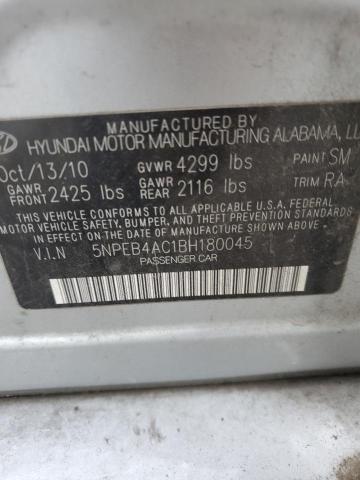 MANUFACTURED BY
HYUNDAI MOTOR MANUFACTURING ALABAMA, LL
Oct/13/10 GVWR 4299 lbs PAINT SM
GAWR FRONT 2425 lbs GAWR REAR 2116 lbs TRIM RA
THIS VEHICLE CONFORMS TO ALL APPLICABLE U.S.A. FEDERAL
MOTOR VEHICLE SAFETY, BUMPER, AND THEFT PREVENTION
STANDARDS IN EFFECT ON THE DATE OF MANUFACTURE SHOWN ABOVE.
V.I.N 5NPEB4AC1BH180045
PASSENGER CAR